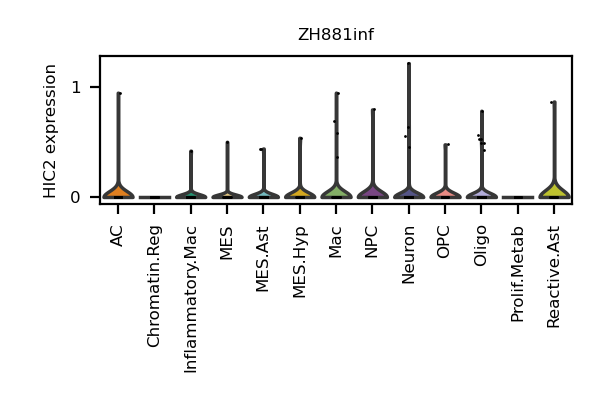 ZH881inf
HIC2 expression
1
0
AC
Chromatin.Reg
Inflammatory.Mac
MES
MES.Ast
MES.Hyp
Mac
NPC
Neuron
OPC
Oligo
Prolif.Metab
Reactive.Ast